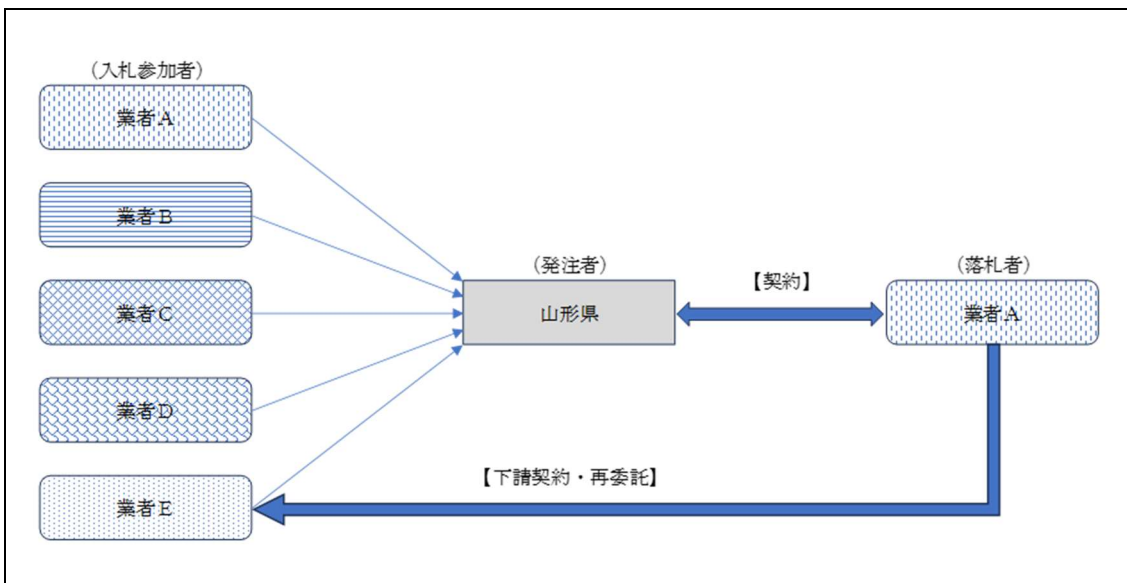 (入札参加者)
業者A
業者B
業者C
業者D
業者E
(発注者)
山形県
【契約】
(落札者)
業者A
【下請契約・再委託】